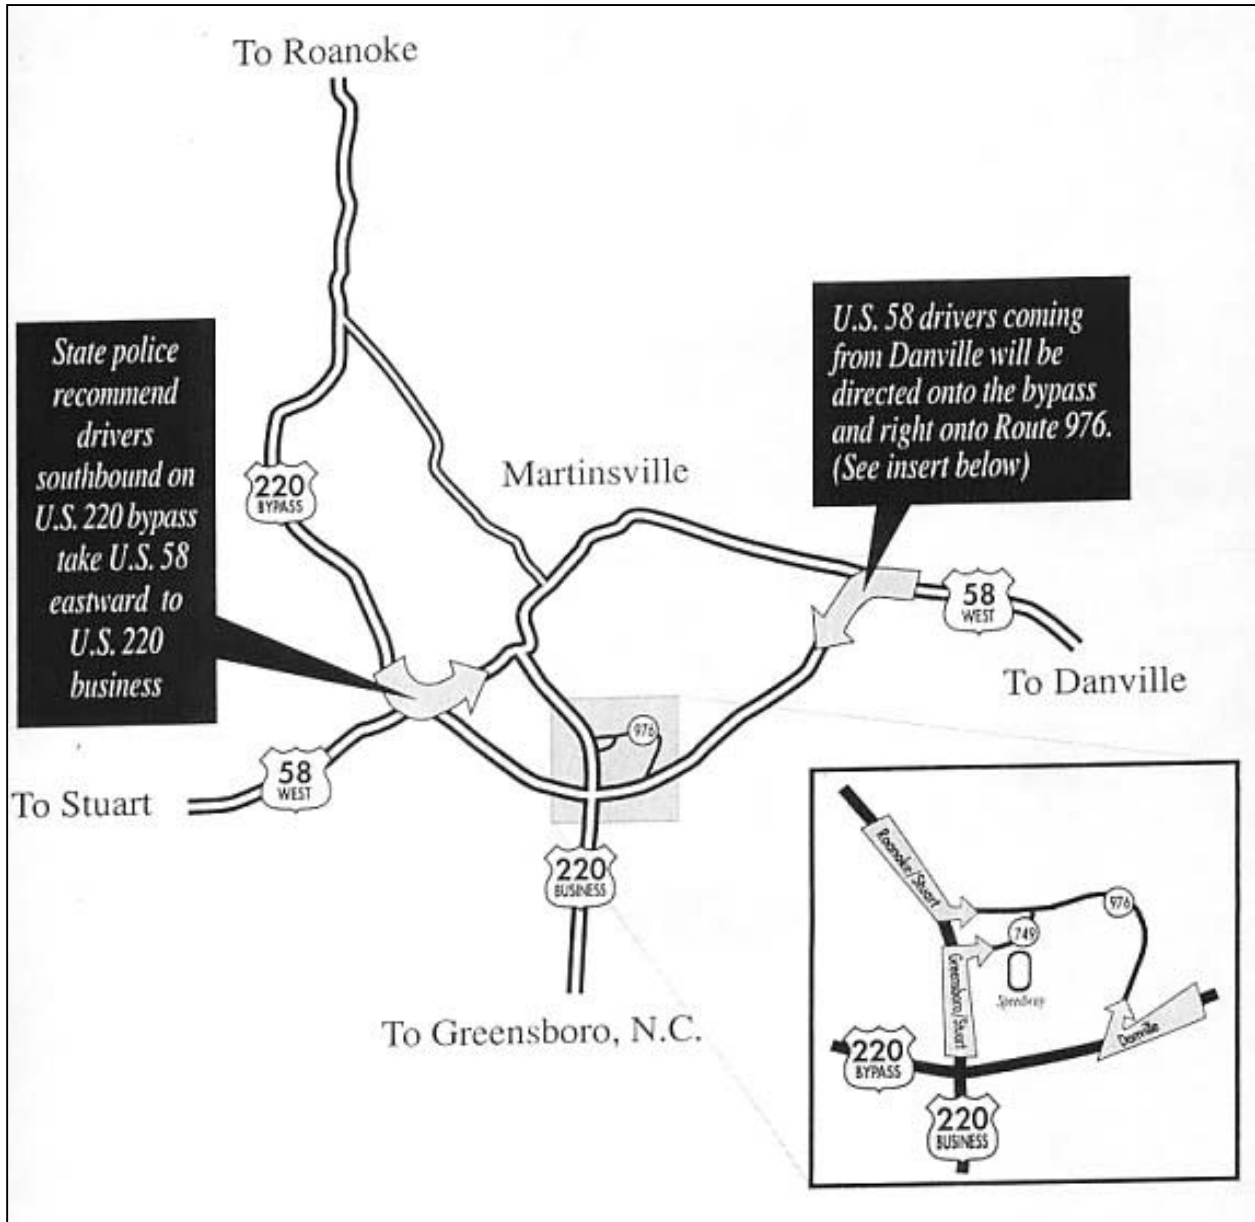 To Roanoke
State police
recommend
drivers
southbound on
U.S. 220 bypass
take U.S. 58
eastward to
U.S. 220
business
U.S. 58 drivers coming
from Danville will be
directed onto the bypass
and right onto Route 976.
(See insert below)
220
BYPASS
Martinsville
58
WEST
To Danville
976
58
WEST
To Stuart
220
BUSINESS
To Greensboro, N.C.
Roanoke/Stuart
976
749
Greensboro/Stuart
Speedway
Danville
220
BYPASS
220
BUSINESS